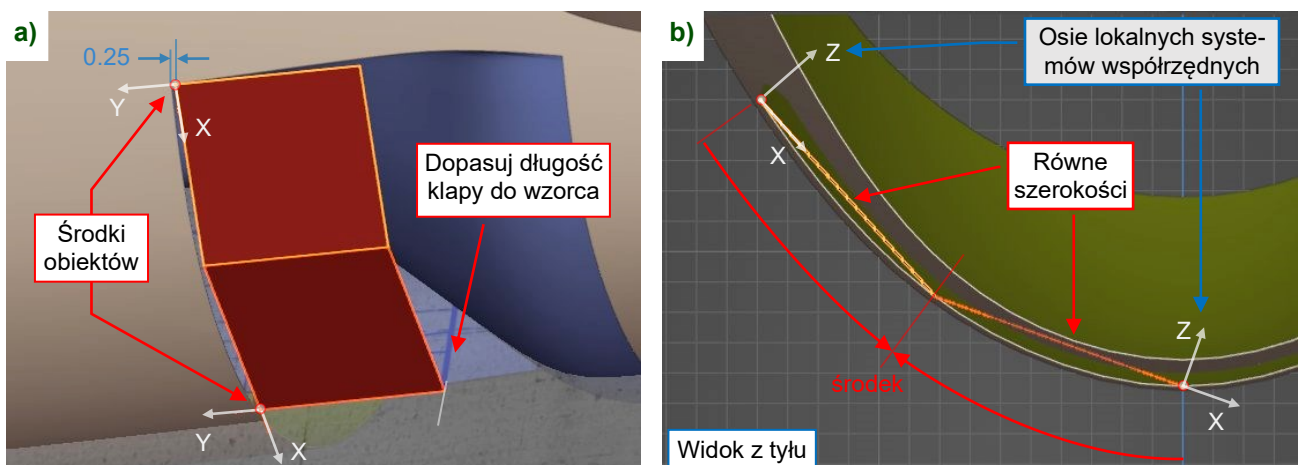 a)
0.25
Y
X
Środki
obiektów
Dopasuj długość
klapy do wzorca
Y
X
b)
Z
Osie lokalnych syste-
mów współrzędnych
X
Równe
szerokości
Z
środek
X
Widok z tyłu